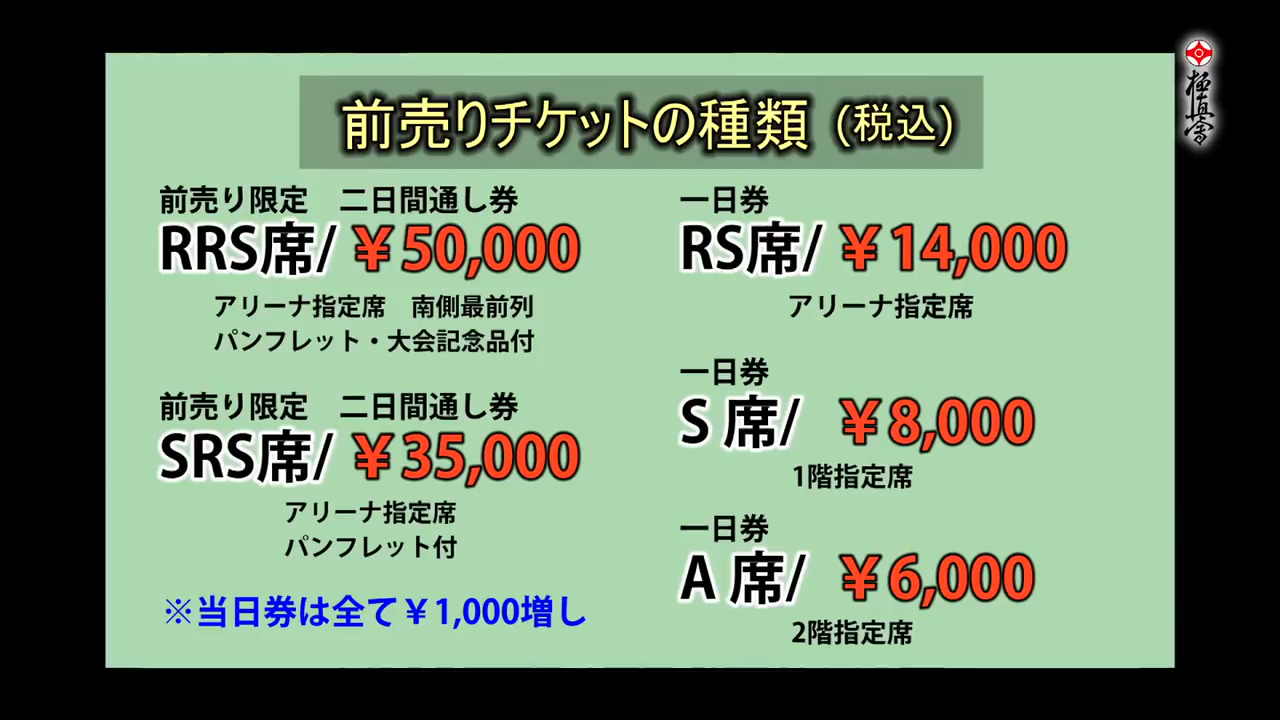 前売りチケットの種類（税込）
前売り限定　二日間通し券
RRS席/ ￥50,000
アリーナ指定席　南側最前列
パンフレット・大会記念品付
前売り限定　二日間通し券
SRS席/ ￥35,000
アリーナ指定席
パンフレット付
※当日券は全て￥1,000増し
一日券
RS席/ ￥14,000
アリーナ指定席
一日券
S 席/ ￥8,000
1階指定席
一日券
A 席/ ￥6,000
2階指定席
極真會